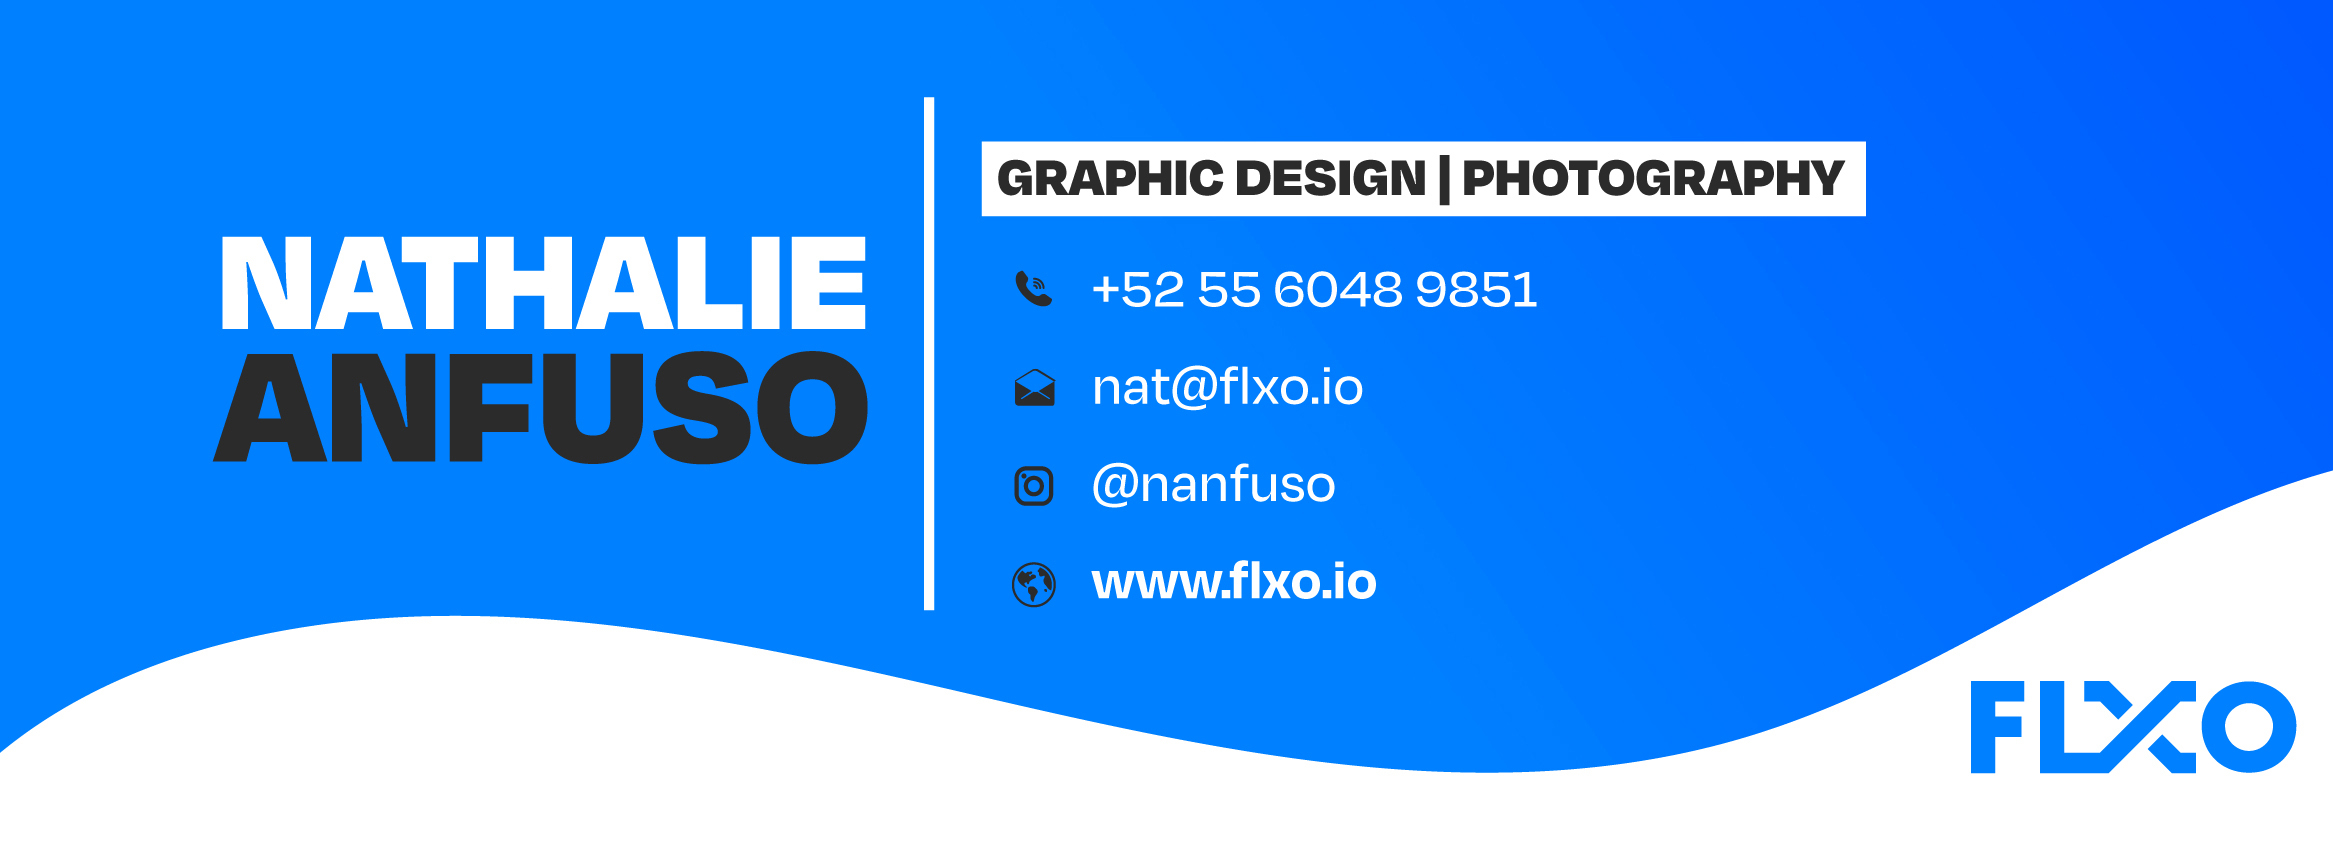 NATHALIE
ANFUSO
GRAPHIC DESIGN | PHOTOGRAPHY
+52 55 6048 9851
nat@flxo.io
@nanfuso
www.flxo.io
FLXO